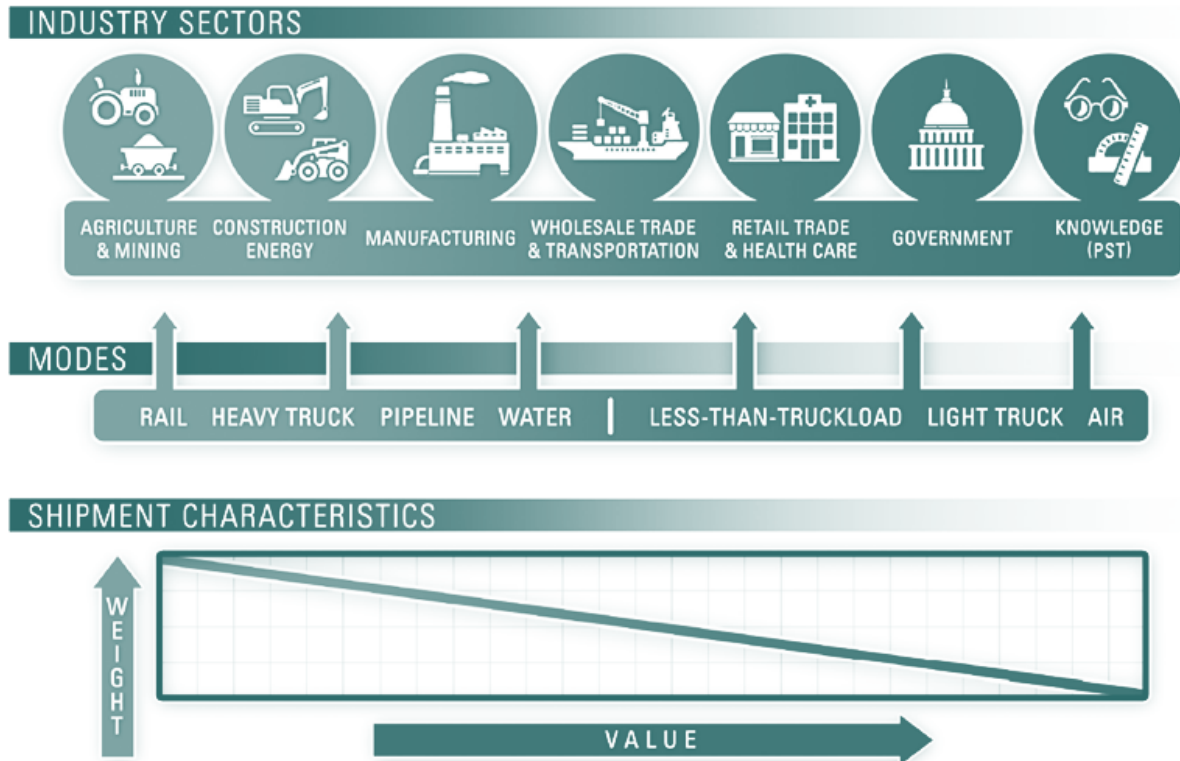 INDUSTRY SECTORS
AGRICULTURE
& MINING
CONSTRUCTION
ENERGY
MANUFACTURING
WHOLESALE TRADE
& TRANSPORTATION
RETAIL TRADE
& HEALTH CARE
GOVERNMENT
KNOWLEDGE
(PST)
MODES
RAIL HEAVY TRUCK PIPELINE WATER | LESS-THAN-TRUCKLOAD LIGHT TRUCK AIR
SHIPMENT CHARACTERISTICS
WEIGHT
VALUE